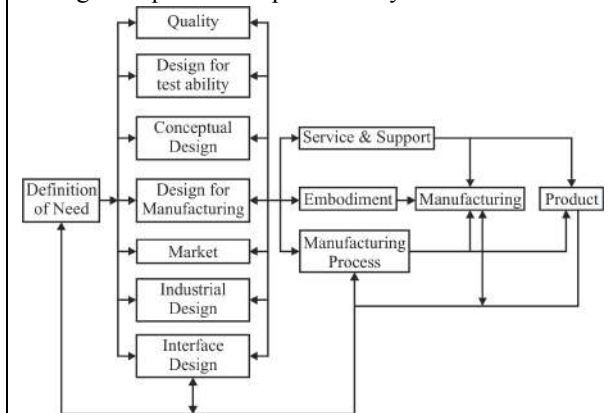 Definition
of Need
Quality
Design for
test ability
Conceptual
Design
Design for
Manufacturing
Market
Industrial
Design
Interface
Design
Service & Support
Embodiment
Manufacturing
Process
Manufacturing
Product